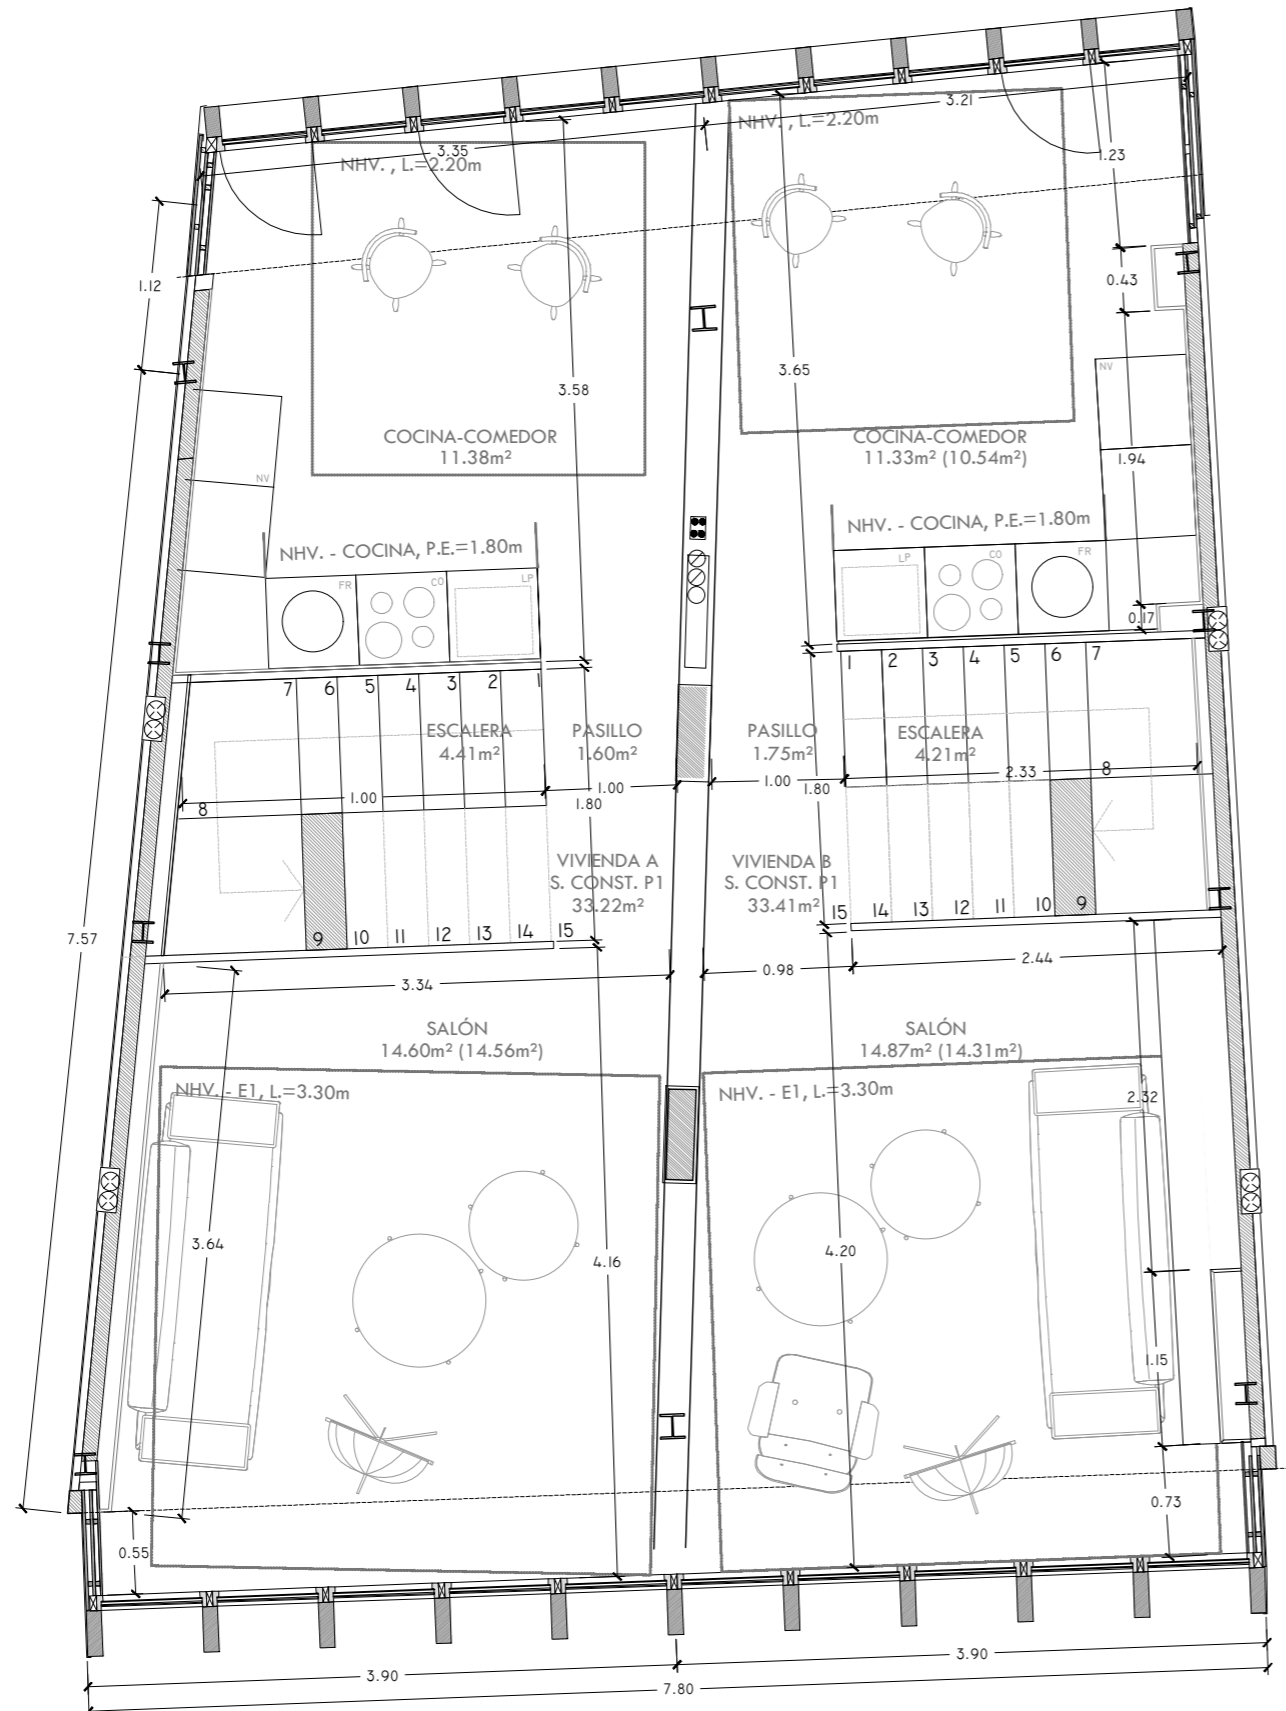 3.21
NHV. , L.=2.20m
3.35
NHV. , L.=2.20m
1.23
1.12
0.43
3.58
3.65
NV
COCINA-COMEDOR
11.38m²
COCINA-COMEDOR
11.33m² (10.54m²)
1.94
NV
NHV. - COCINA, P.E.=1.80m
NHV. - COCINA, P.E.=1.80m
FR
CO
LP
LP
CO
FR
0.17
7
6
5
4
3
2
1
2
3
4
5
6
7
ESCALERA
4.41m²
PASILLO
1.60m²
PASILLO
1.75m²
ESCALERA
4.21m²
8
1.00
1.00
1.80
1.00
1.80
2.33
8
VIVIENDA A
S. CONST. P1
33.22m²
VIVIENDA B
S. CONST. P1
33.41m²
9
10
11
12
13
14
15
15
14
13
12
11
10
9
7.57
3.34
0.98
2.44
SALÓN
14.60m² (14.56m²)
SALÓN
14.87m² (14.31m²)
NHV. - E1, L.=3.30m
NHV. - E1, L.=3.30m
2.32
3.64
4.16
4.20
1.15
0.73
0.55
3.90
3.90
7.80